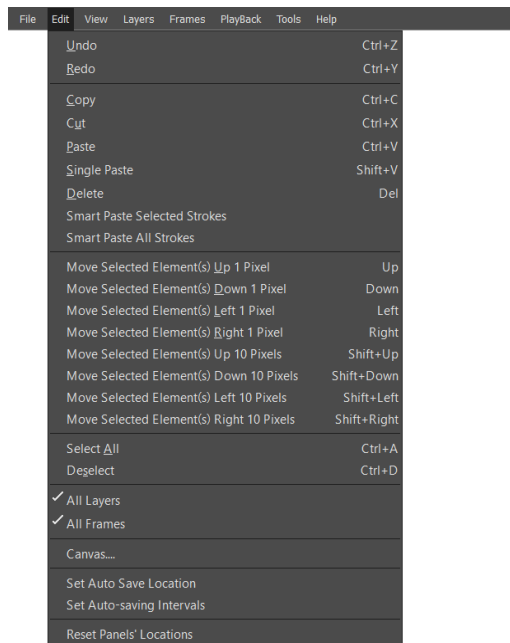 File Edit View Layers Frames PlayBack Tools Help
Undo Ctrl+Z
Redo Ctrl+Y
Copy Ctrl+C
Cut Ctrl+X
Paste Ctrl+V
Single Paste Shift+V
Delete Del
Smart Paste Selected Strokes
Smart Paste All Strokes
Move Selected Element(s) Up 1 Pixel Up
Move Selected Element(s) Down 1 Pixel Down
Move Selected Element(s) Left 1 Pixel Left
Move Selected Element(s) Right 1 Pixel Right
Move Selected Element(s) Up 10 Pixels Shift+Up
Move Selected Element(s) Down 10 Pixels Shift+Down
Move Selected Element(s) Left 10 Pixels Shift+Left
Move Selected Element(s) Right 10 Pixels Shift+Right
Select All Ctrl+A
Deselect Ctrl+D
All Layers
All Frames
Canvas....
Set Auto Save Location
Set Auto-saving Intervals
Reset Panels' Locations